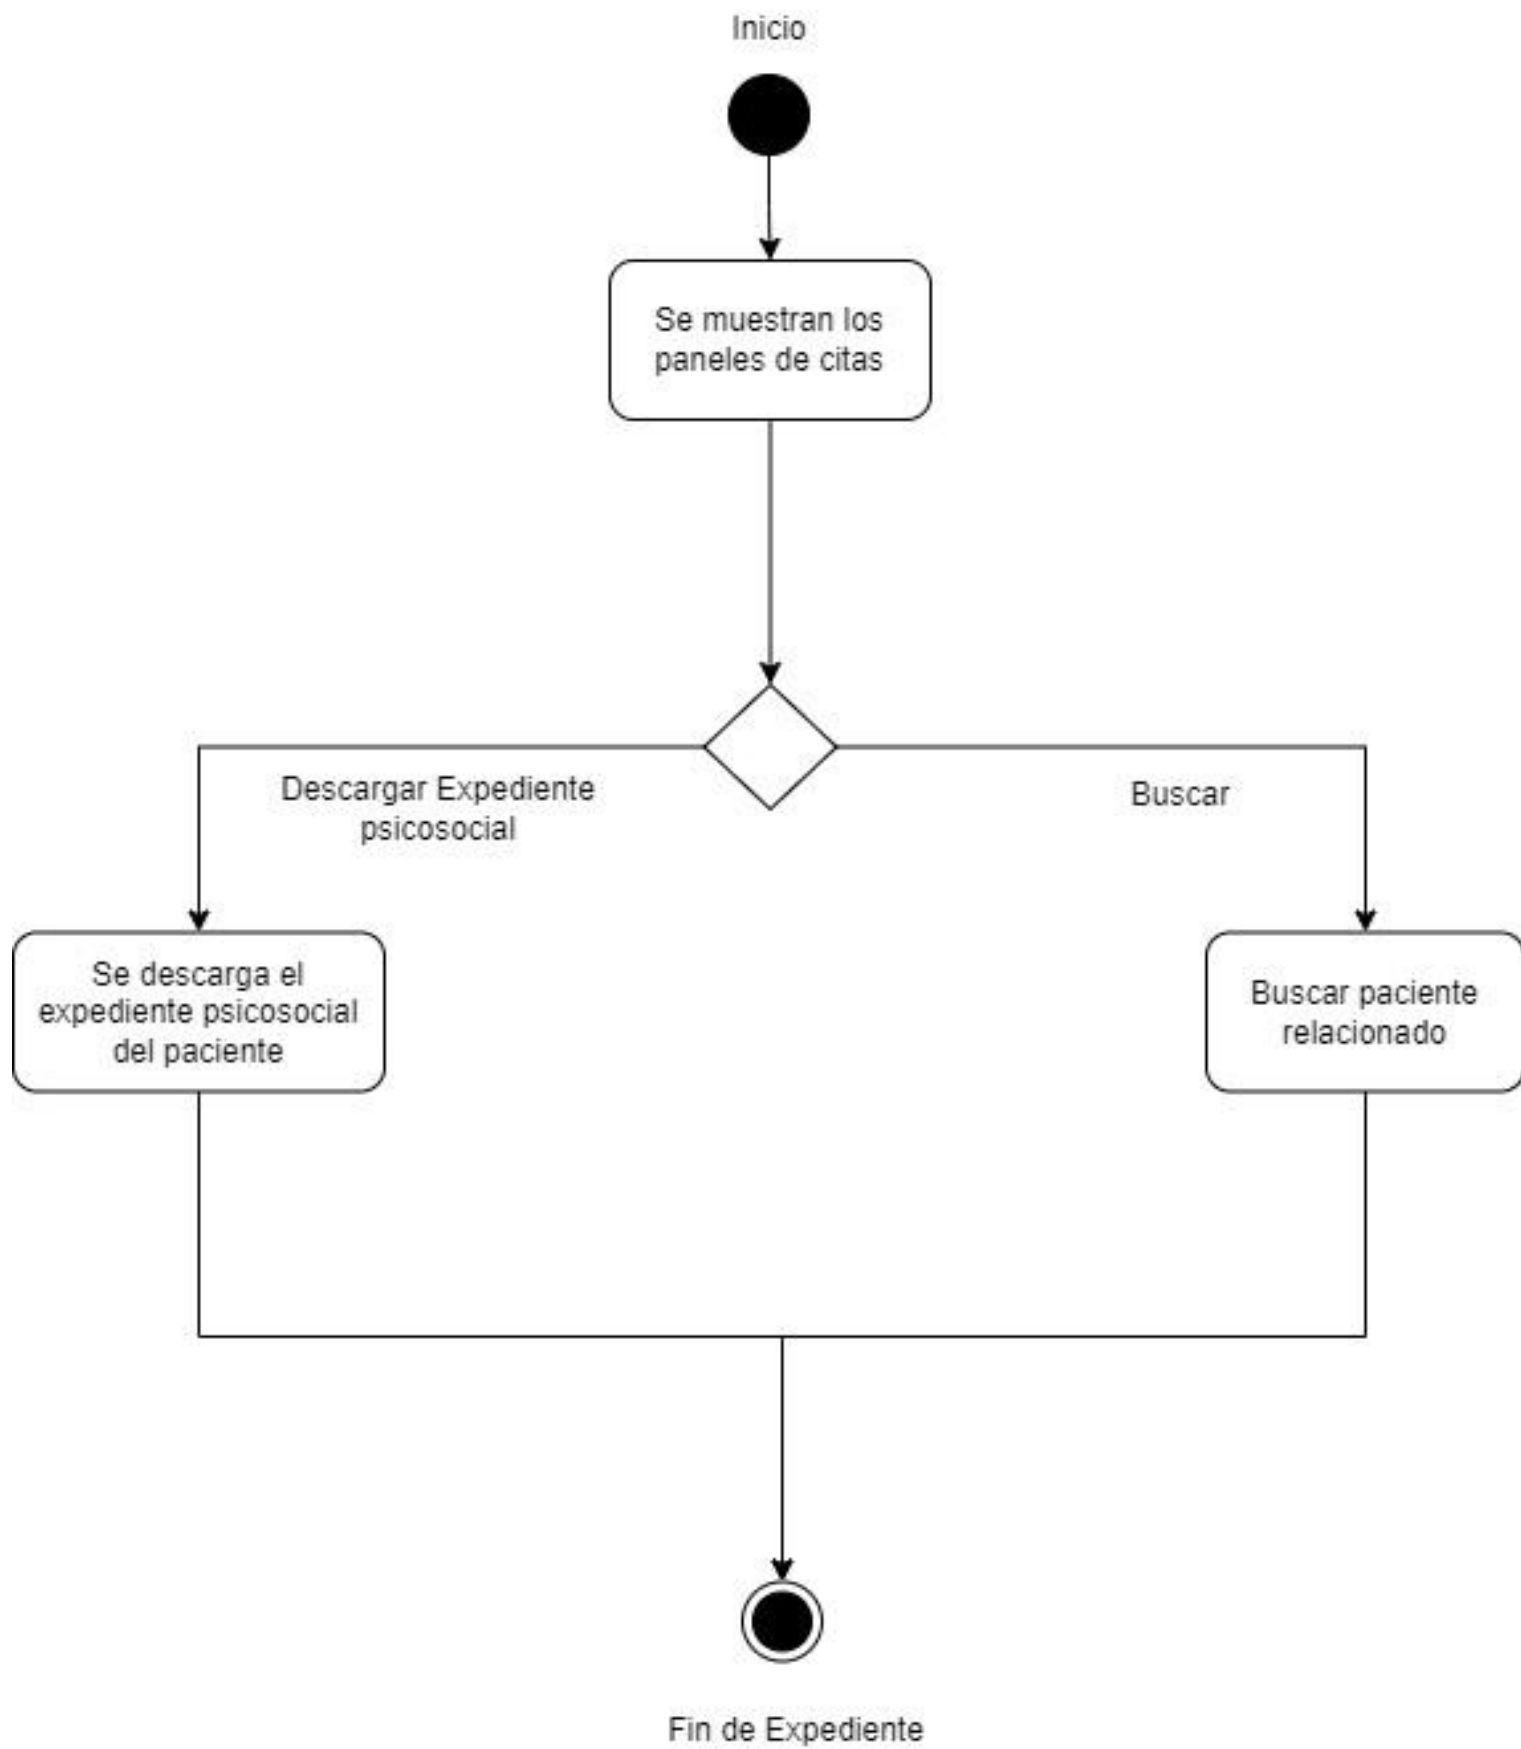 Inicio
Se muestran los
paneles de citas
Descargar Expediente
psicosocial
Buscar
Se descarga el
expediente psicosocial
del paciente
Buscar paciente
relacionado
Fin de Expediente